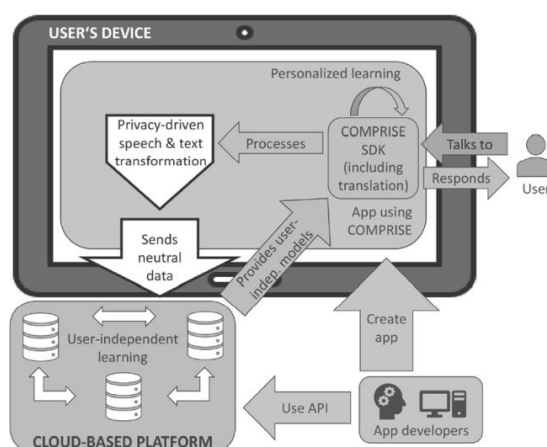 USER'S DEVICE
Personalized learning
Privacy-driven
speech & text
transformation
Processes
COMPRISE
SDK
(including
translation)
Talks to
Responds
User
App using
COMPRISE
Sends
neutral
data
Provides user-
indep. models
Create
app
User-independent
learning
Use API
App developers
CLOUD-BASED PLATFORM